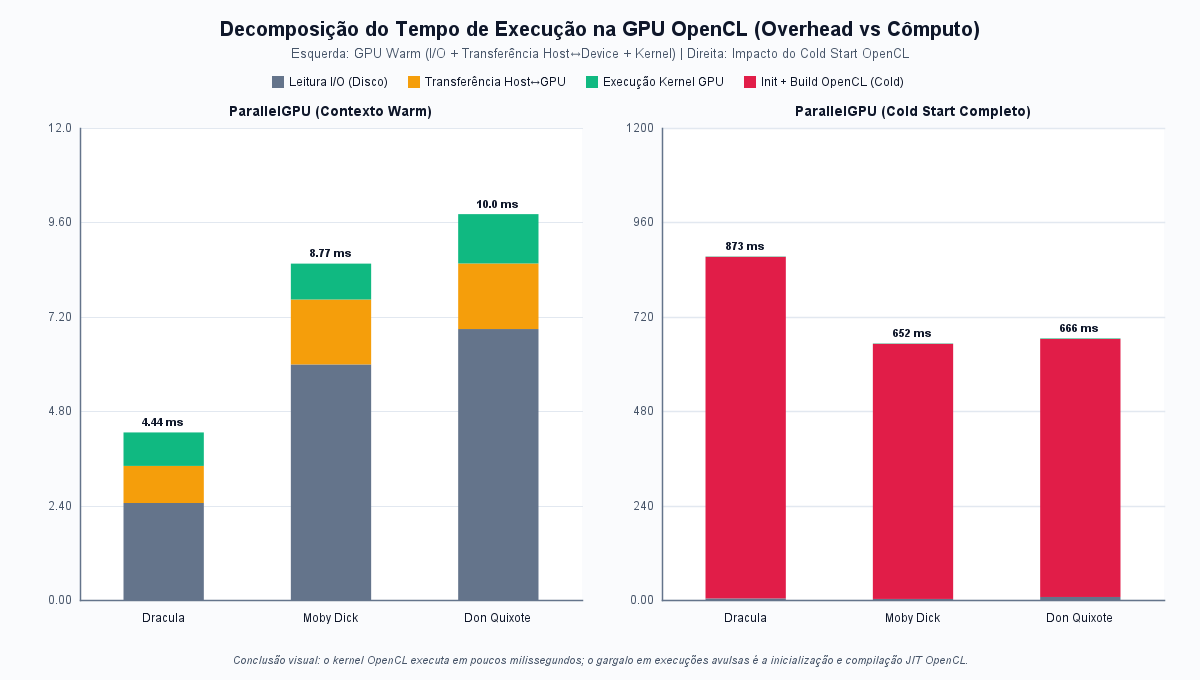 Decomposição do Tempo de Execução na GPU OpenCL (Overhead vs Cômputo)
Esquerda: GPU Warm (I/O + Transferência Host↔Device + Kernel) | Direita: Impacto do Cold Start OpenCL
Leitura I/O (Disco) Transferência Host↔GPU Execução Kernel GPU Init + Build OpenCL (Cold)
ParallelGPU (Contexto Warm)
12.0
9.60
7.20
4.80
2.40
0.00
4.44 ms
8.77 ms
10.0 ms
Dracula Moby Dick Don Quixote
ParallelGPU (Cold Start Completo)
1200
960
720
480
240
0.00
873 ms
652 ms
666 ms
Dracula Moby Dick Don Quixote
Conclusão visual: o kernel OpenCL executa em poucos milissegundos; o gargalo em execuções avulsas é a inicialização e compilação JIT OpenCL.